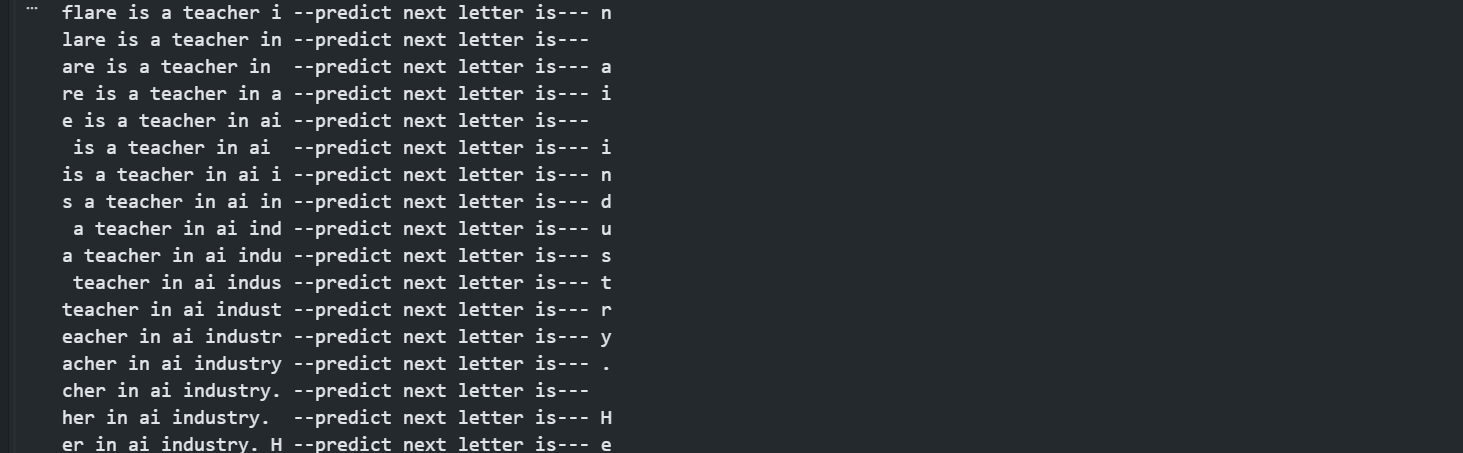 ...
flare is a teacher i --predict next letter is--- n
lare is a teacher in --predict next letter is---
are is a teacher in  --predict next letter is--- a
re is a teacher in a --predict next letter is--- i
e is a teacher in ai --predict next letter is---
 is a teacher in ai  --predict next letter is--- i
is a teacher in ai i --predict next letter is--- n
s a teacher in ai in --predict next letter is--- d
 a teacher in ai ind --predict next letter is--- u
a teacher in ai indu --predict next letter is--- s
 teacher in ai indus --predict next letter is--- t
teacher in ai indust --predict next letter is--- r
eacher in ai industr --predict next letter is--- y
acher in ai industry --predict next letter is--- .
cher in ai industry. --predict next letter is---
her in ai industry.  --predict next letter is--- H
er in ai industry. H --predict next letter is--- e